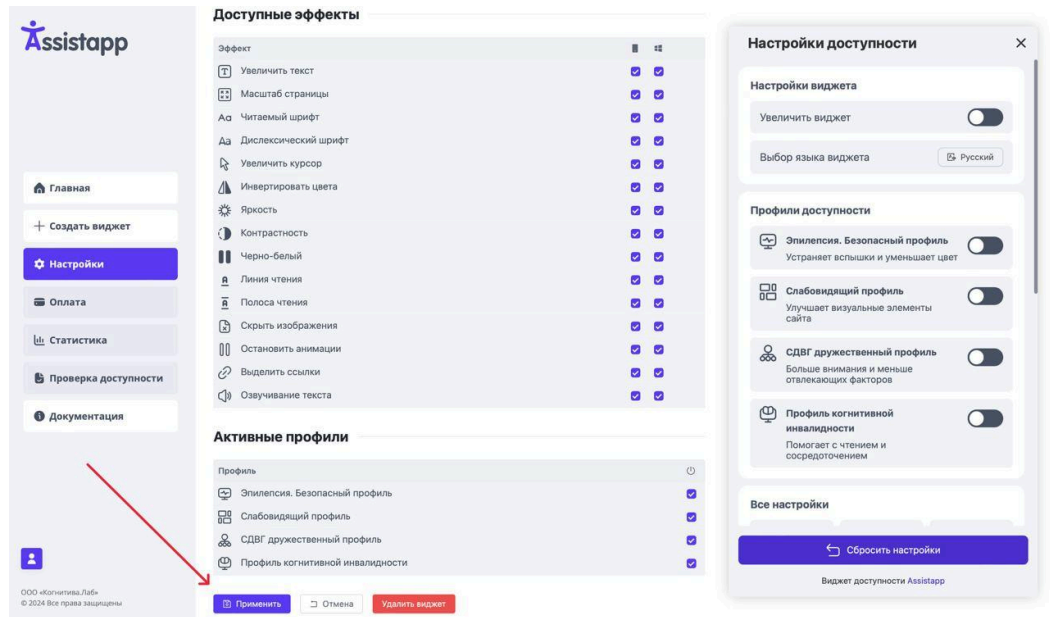 Assistapp
Главная
Создать виджет
Настройки
Оплата
Статистика
Проверка доступности
Документация
ООО «Когнитива.Лаб»
© 2024 Все права защищены
Доступные эффекты
Эффект
Увеличить текст
Масштаб страницы
Читаемый шрифт
Дислексический шрифт
Увеличить курсор
Инвертировать цвета
Яркость
Контрастность
Черно-белый
Линия чтения
Полоса чтения
Скрыть изображения
Остановить анимации
Выделить ссылки
Озвучивание текста
Активные профили
Профиль
Эпилепсия. Безопасный профиль
Слабовидящий профиль
СДВГ дружественный профиль
Профиль когнитивной инвалидности
Применить
Отмена
Удалить виджет
Настройки доступности
Настройки виджета
Увеличить виджет
Выбор языка виджета
Русский
Профили доступности
Эпилепсия. Безопасный профиль
Устраняет вспышки и уменьшает цвет
Слабовидящий профиль
Улучшает визуальные элементы
сайта
СДВГ дружественный профиль
Больше внимания и меньше
отвлекающих факторов
Профиль когнитивной
инвалидности
Помогает с чтением и
сосредоточением
Все настройки
Сбросить настройки
Виджет доступности Assistapp